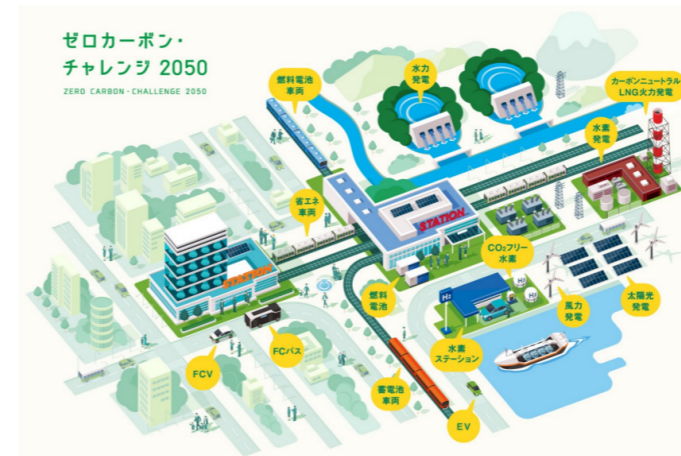 ゼロカーボン・
チャレンジ 2050
ZERO CARBON・CHALLENGE 2050
燃料電池
車両
水力
発電
カーボンニュートラル
LNG火力発電
水素
発電
省エネ
車両
STATION
STATION
CO₂フリー
水素
燃料
電池
H₂
H₂
H₂
風力
発電
太陽光
発電
水素
ステーション
FCバス
FCV
蓄電池
車両
EV